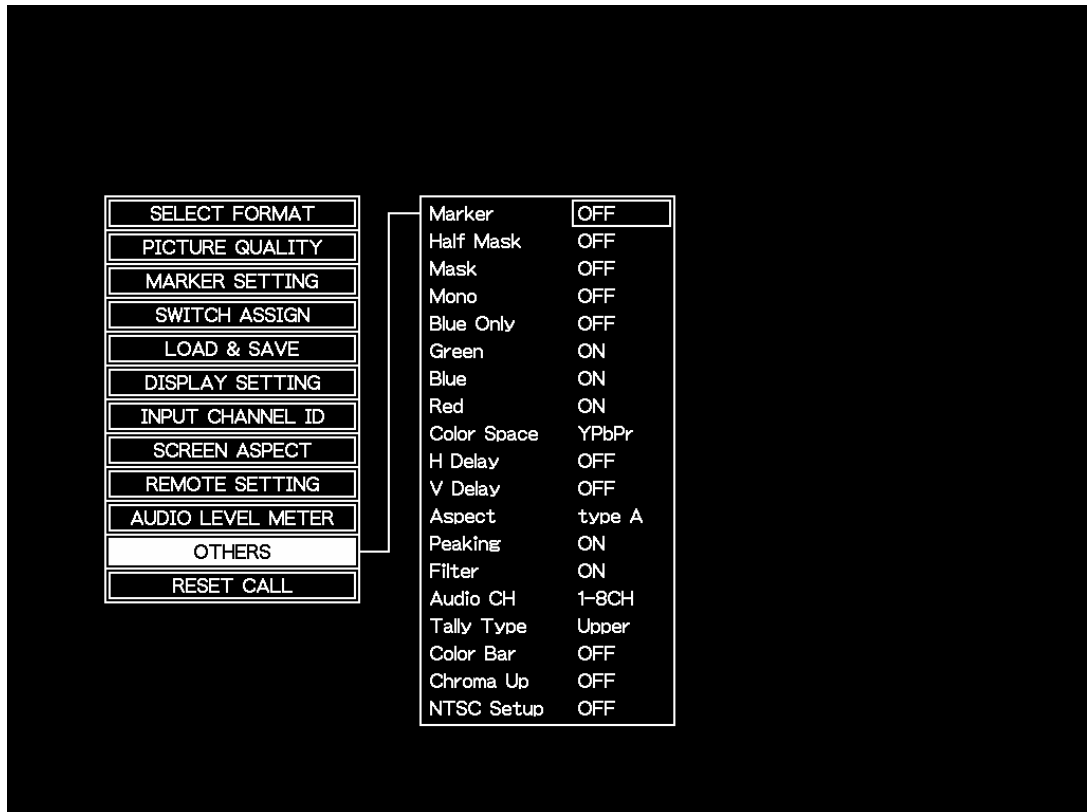 SELECT FORMAT
PICTURE QUALITY
MARKER SETTING
SWITCH ASSIGN
LOAD & SAVE
DISPLAY SETTING
INPUT CHANNEL ID
SCREEN ASPECT
REMOTE SETTING
AUDIO LEVEL METER
OTHERS
RESET CALL
Marker OFF
Half Mask OFF
Mask OFF
Mono OFF
Blue Only OFF
Green ON
Blue ON
Red ON
Color Space YPbPr
H Delay OFF
V Delay OFF
Aspect type A
Peaking ON
Filter ON
Audio CH 1-8CH
Tally Type Upper
Color Bar OFF
Chroma Up OFF
NTSC Setup OFF